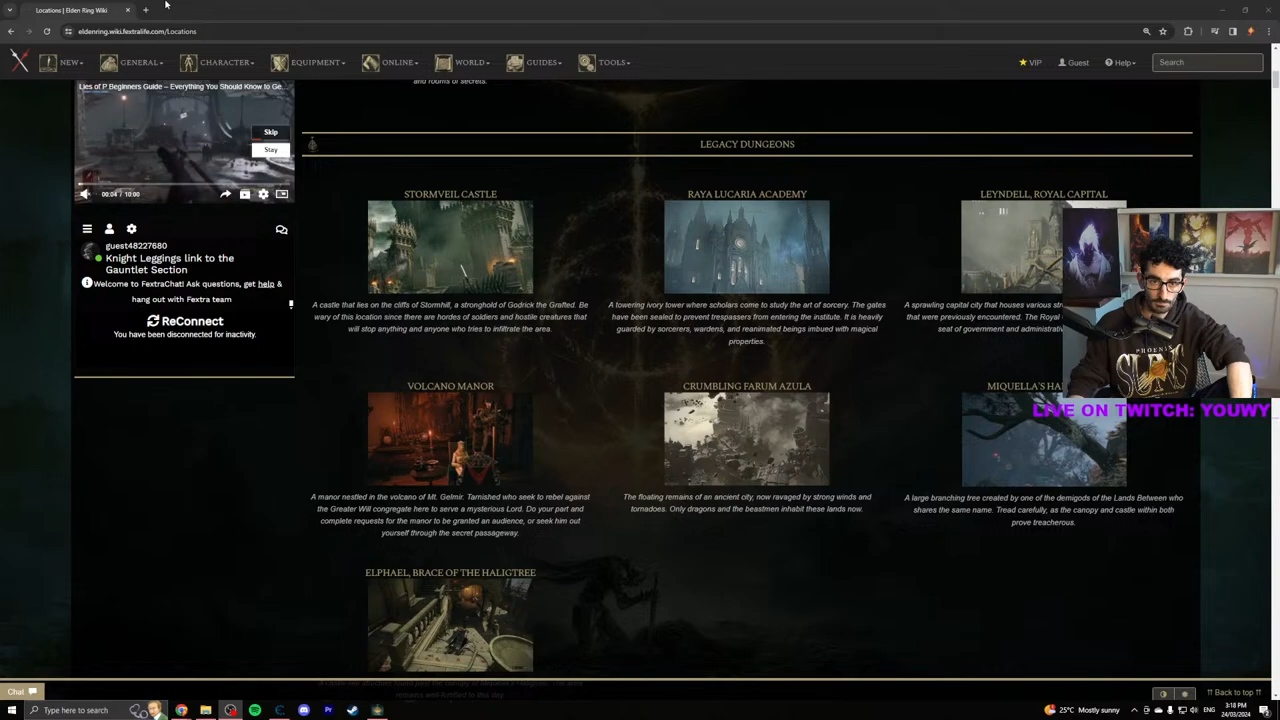 Locations | Elden Ring Wiki
eldenring.wiki.fextralife.com/Locations
NEW
GENERAL
CHARACTER
EQUIPMENT
ONLINE
WORLD
GUIDES
TOOLS
VIP
Guest
Help
Search
Lies of P Beginners Guide – Everything You Should Know to Ge...
Skip
Stay
00:04 / 10:00
guest48227680
Knight Leggings link to the
Gauntlet Section
Welcome to FextraChat! Ask questions, get help &
hang out with Fextra team
ReConnect
You have been disconnected for inactivity.
and rooms of secrets.
LEGACY DUNGEONS
STORMVEIL CASTLE
A castle that lies on the cliffs of Stormhill, a stronghold of Godrick the Grafted. Be
wary of this location since there are hordes of soldiers and hostile creatures that
will stop anything and anyone who tries to infiltrate the area.
RAYA LUCARIA ACADEMY
A towering ivory tower where scholars come to study the art of sorcery. The gates
have been sealed to prevent trespassers from entering the institute. It is heavily
guarded by sorcerers, wardens, and reanimated beings imbued with magical
properties.
LEYNDELL, ROYAL CAPITAL
A sprawling capital city that houses various
that were previously encountered. The Royal
seat of government and
VOLCANO MANOR
A manor nestled in the volcano of Mt. Gelmir. Tarnished who seek to rebel against
the Greater Will congregate here to serve a mysterious Lord. Do your part and
complete requests for the manor to be granted an audience, or seek him out
yourself through the secret passageway.
CRUMBLING FARUM AZULA
The floating remains of an ancient city, now ravaged by strong winds and
tornadoes. Only dragons and the beastmen inhabit these lands now.
MIQUELLA'S HA
A large branching tree created by one of the demigods of the Lands Between who
shares the same name. Tread carefully, as the canopy and castle within both
prove treacherous.
PHOENIX
LIVE ON TWITCH: YOUWY
ELPHAEL, BRACE OF THE HALIGTREE
remains well-fortified to this day.
Chat
Back to top
Type here to search
25°C Mostly sunny
ENG
3:18 PM
24/03/2024